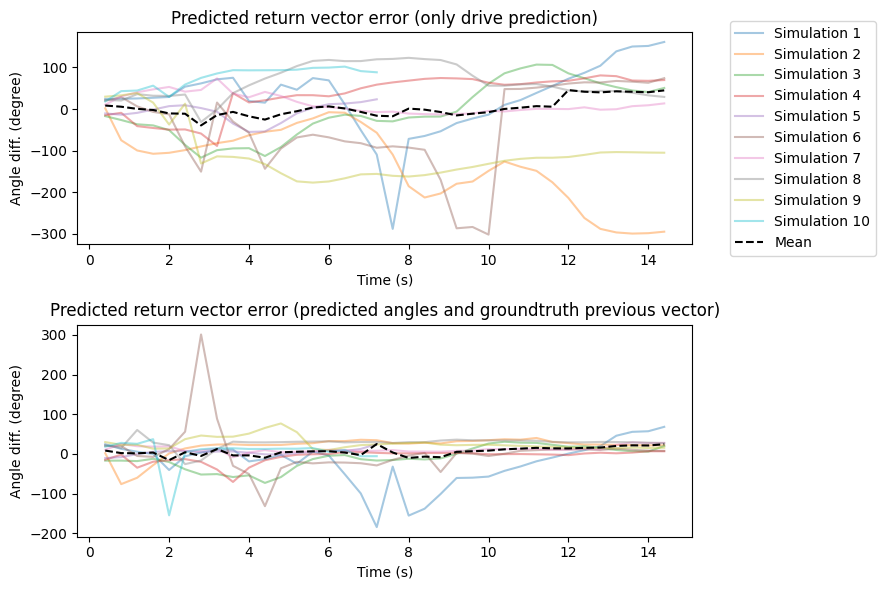 Predicted return vector error (only drive prediction)
Angle diff. (degree)
100
0
−100
−200
−300
0 2 4 6 8 10 12 14
Time (s)
Simulation 1
Simulation 2
Simulation 3
Simulation 4
Simulation 5
Simulation 6
Simulation 7
Simulation 8
Simulation 9
Simulation 10
Mean
Predicted return vector error (predicted angles and groundtruth previous vector)
Angle diff. (degree)
300
200
100
0
−100
−200
0 2 4 6 8 10 12 14
Time (s)